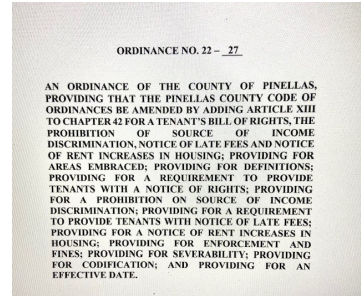 ORDINANCE NO. 22 – 27
AN ORDINANCE OF THE COUNTY OF PINELLAS,
PROVIDING THAT THE PINELLAS COUNTY CODE OF
ORDINANCES BE AMENDED BY ADDING ARTICLE XIII
TO CHAPTER 42 FOR A TENANT'S BILL OF RIGHTS, THE
PROHIBITION OF SOURCE OF INCOME
DISCRIMINATION, NOTICE OF LATE FEES AND NOTICE
OF RENT INCREASES IN HOUSING; PROVIDING FOR
AREAS EMBRACED; PROVIDING FOR DEFINITIONS;
PROVIDING FOR A REQUIREMENT TO PROVIDE
TENANTS WITH A NOTICE OF RIGHTS; PROVIDING
FOR A PROHIBITION ON SOURCE OF INCOME
DISCRIMINATION; PROVIDING FOR A REQUIREMENT
TO PROVIDE TENANTS WITH NOTICE OF LATE FEES;
PROVIDING FOR A NOTICE OF RENT INCREASES IN
HOUSING; PROVIDING FOR ENFORCEMENT AND
FINES; PROVIDING FOR SEVERABILITY; PROVIDING
FOR CODIFICATION; AND PROVIDING FOR AN
EFFECTIVE DATE.